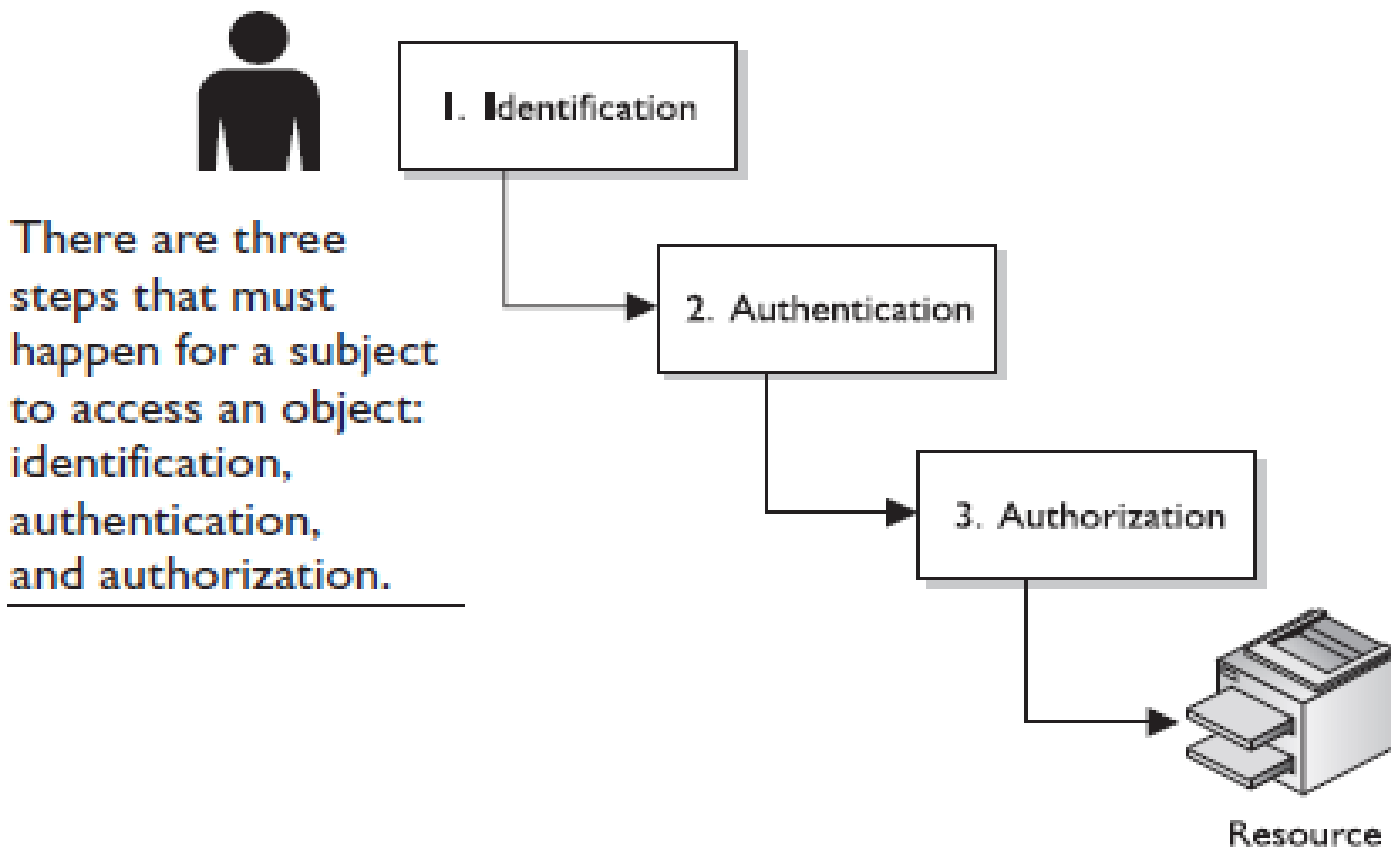 1. Identification
There are three
steps that must
happen for a subject
to access an object:
identification,
authentication,
and authorization.
2. Authentication
3. Authorization
Resource